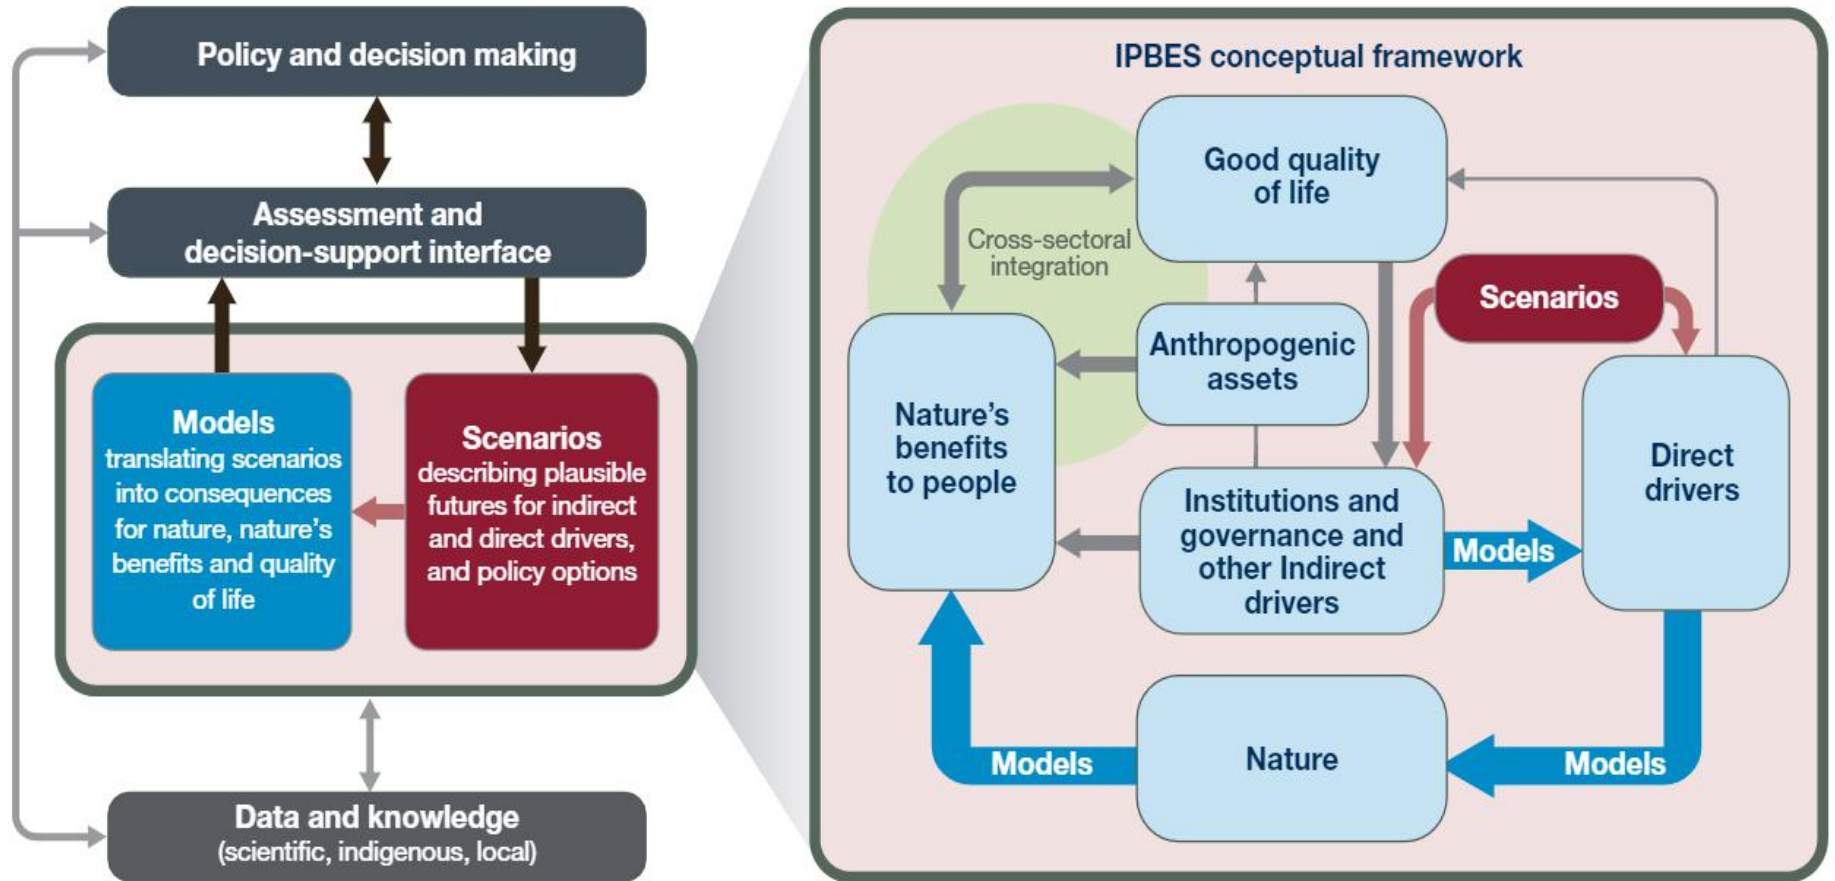 Policy and decision making
Assessment and
decision-support interface
Models
translating scenarios
into consequences
for nature, nature's
benefits and quality
of life
Scenarios
describing plausible
futures for indirect
and direct drivers,
and policy options
Data and knowledge
(scientific, indigenous, local)
IPBES conceptual framework
Good quality
of life
Cross-sectoral
integration
Scenarios
Anthropogenic
assets
Nature's
benefits
to people
Direct
drivers
Institutions and
governance and
other Indirect
drivers
Models
Models
Nature
Models